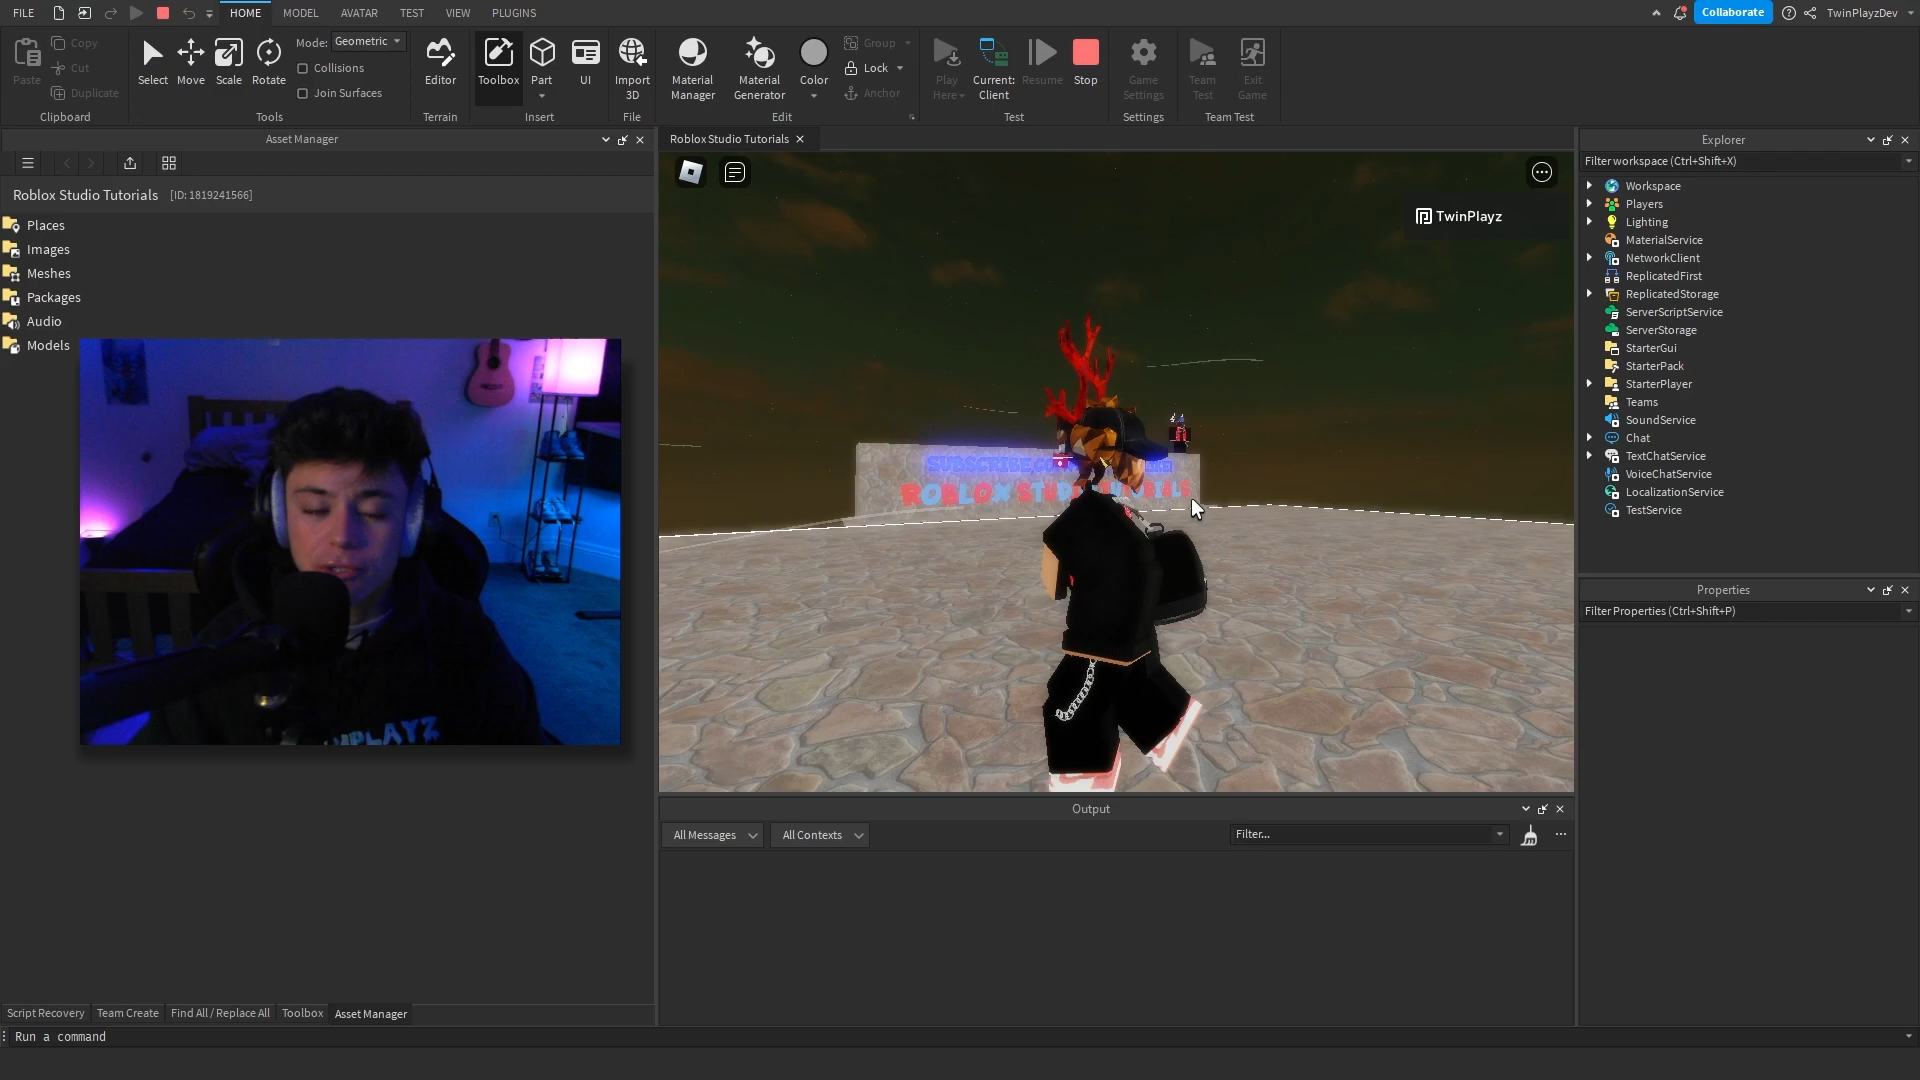 FILE HOME MODEL AVATAR TEST VIEW PLUGINS Collaborate TwinPlayzDev
Paste Copy Cut Duplicate Clipboard
Select Move Scale Rotate Mode: Geometric Collisions Join Surfaces Tools
Editor Terrain
Toolbox Part UI Insert
Import 3D File
Material Manager Material Generator Color Group Lock Anchor Edit
Play Here Current: Client Resume Stop Test
Game Settings Settings
Team Test Exit Game Team Test
Asset Manager
Roblox Studio Tutorials [ID: 1819241566]
Places
Images
Meshes
Packages
Audio
Models
Roblox Studio Tutorials
TwinPlayz
SUBSCRIBE
ROBLOX
Output
All Messages All Contexts Filter...
Explorer
Filter workspace (Ctrl+Shift+X)
Workspace
Players
Lighting
MaterialService
NetworkClient
ReplicatedFirst
ReplicatedStorage
ServerScriptService
ServerStorage
StarterGui
StarterPack
StarterPlayer
Teams
SoundService
Chat
TextChatService
VoiceChatService
LocalizationService
TestService
Properties
Filter Properties (Ctrl+Shift+P)
Script Recovery Team Create Find All / Replace All Toolbox Asset Manager
Run a command